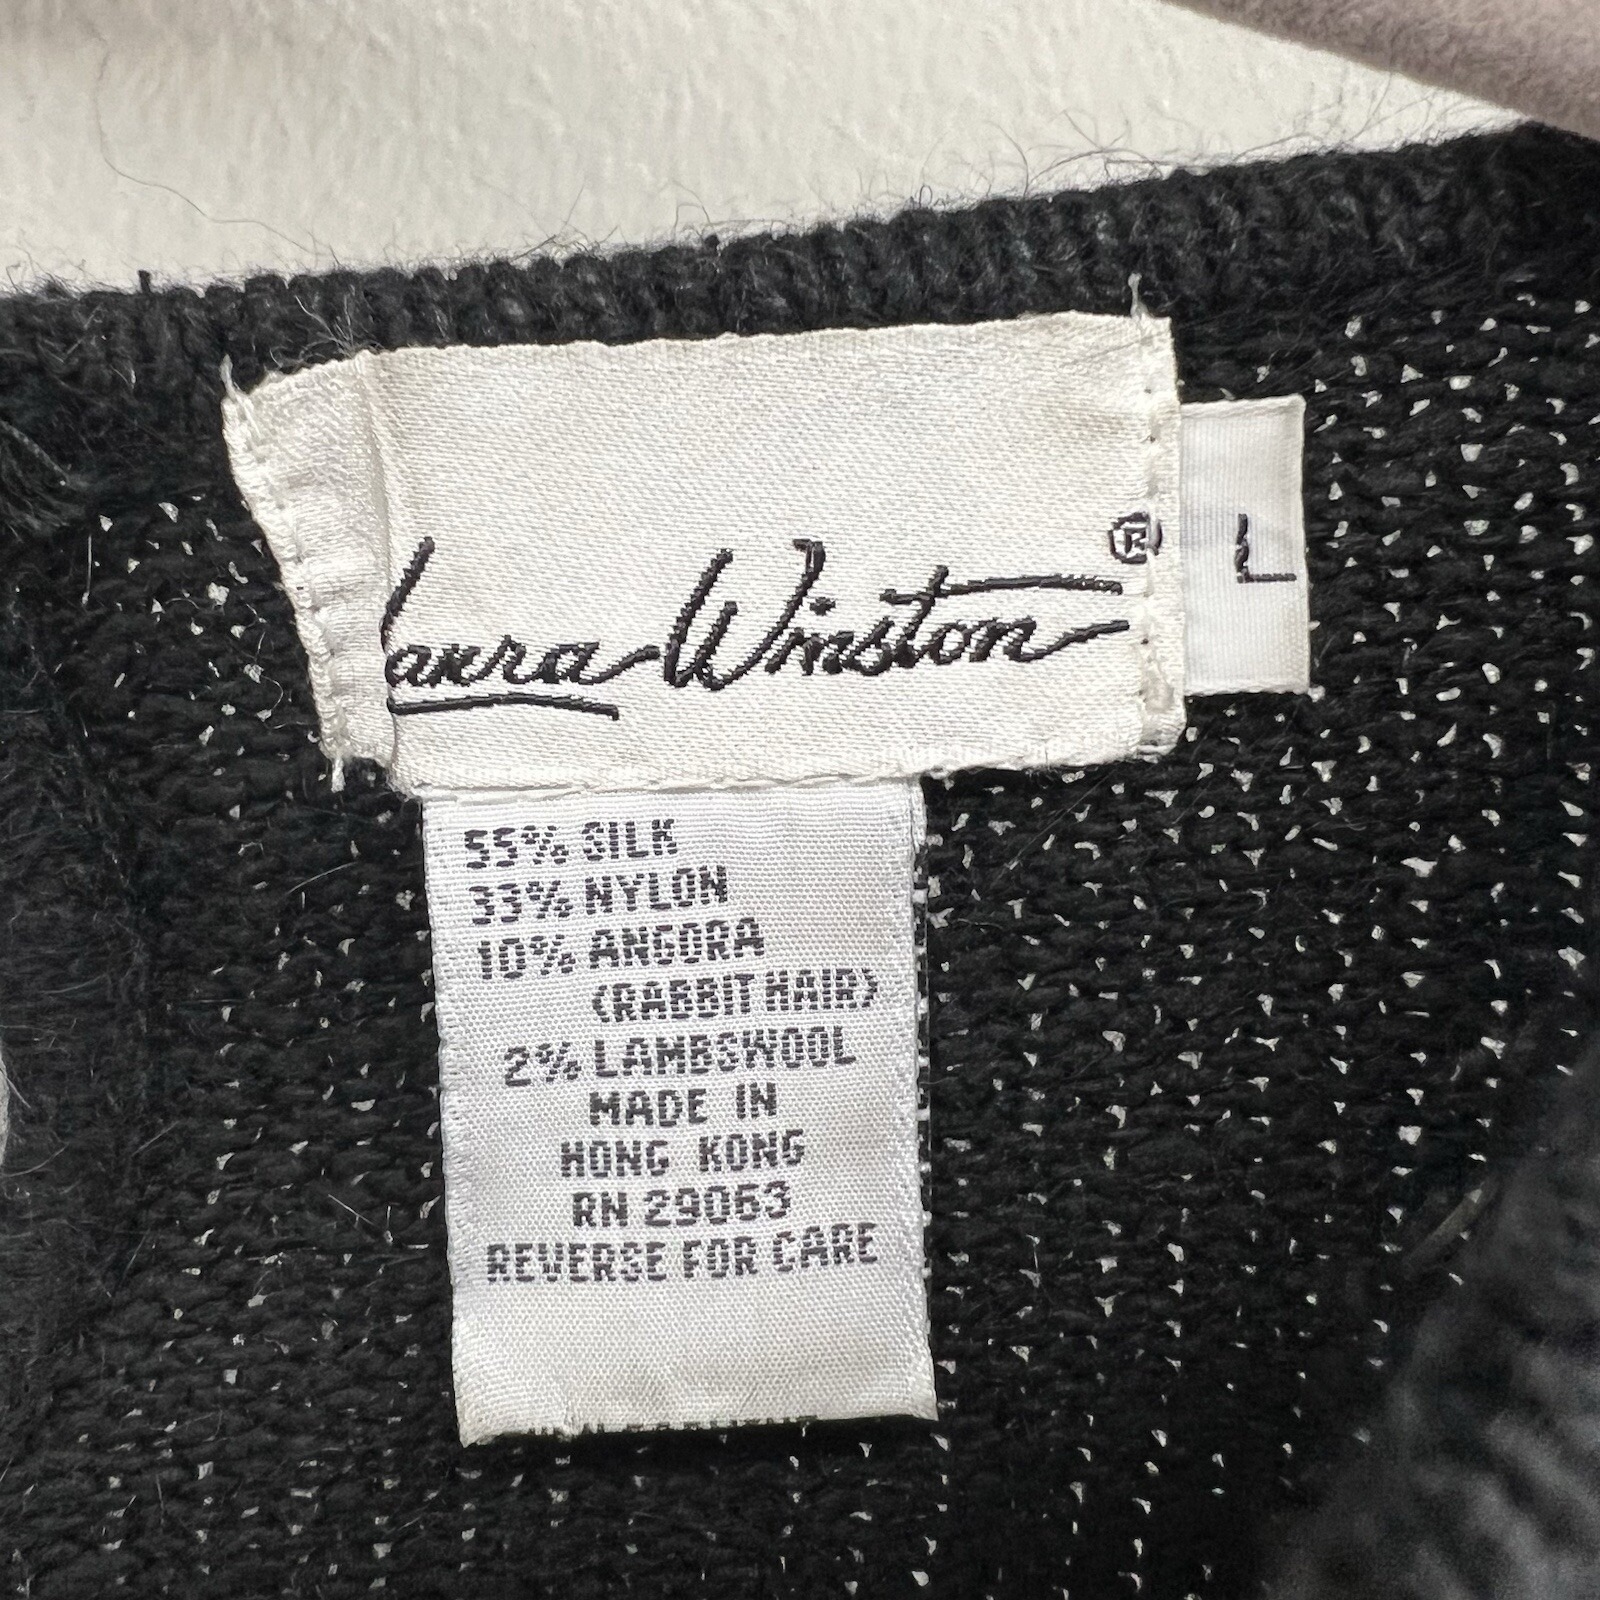 Laura Winston®
L
55% SILK
33% NYLON
10% ANGORA
(RABBIT HAIR)
2% LAMBSWOOL
MADE IN
HONG KONG
RN 29063
REVERSE FOR CARE